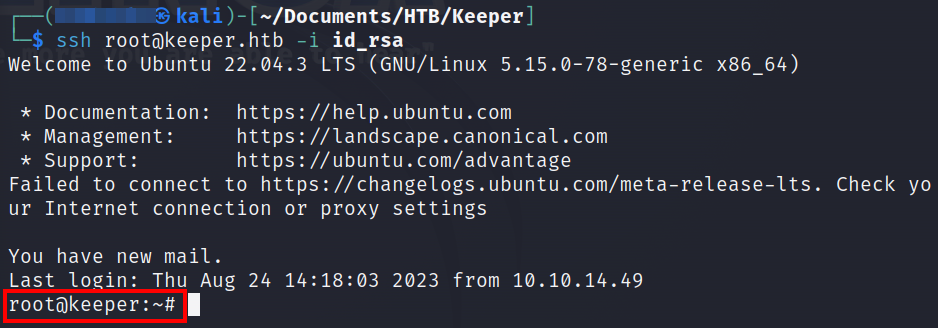 ┌──(kali)-[~/Documents/HTB/Keeper]
└─$ ssh root@keeper.htb -i id_rsa
Welcome to Ubuntu 22.04.3 LTS (GNU/Linux 5.15.0-78-generic x86_64)
* Documentation:  https://help.ubuntu.com
* Management:     https://landscape.canonical.com
* Support:        https://ubuntu.com/advantage
Failed to connect to https://changelogs.ubuntu.com/meta-release-lts. Check yo
ur Internet connection or proxy settings
You have new mail.
Last login: Thu Aug 24 14:18:03 2023 from 10.10.14.49
root@keeper:~#